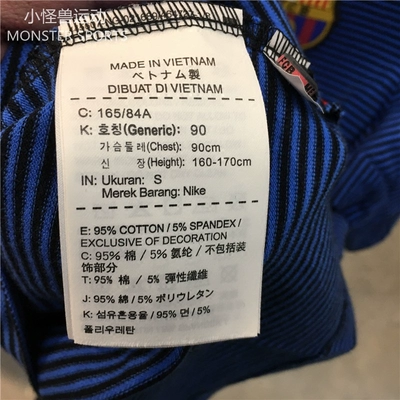 小怪兽运动
MONSTER SPORTS
MADE IN VIETNAM
ベトナム製
DIBUAT DI VIETNAM
C: 165/84A
K: 호칭(Generic): 90
가슴둘레(Chest): 90cm
신 장(Height): 160-170cm
IN: Ukuran: S
Merek Barang: Nike
E: 95% COTTON / 5% SPANDEX/
EXCLUSIVE OF DECORATION
C: 95% 棉 / 5% 氨纶 / 不包括装
饰部分
T: 95% 棉 / 5% 彈性纖維
J: 95% 綿 / 5% ポリウレタン
K: 섬유혼용율 / 95% 면 / 5%
폴리우레탄
FCB